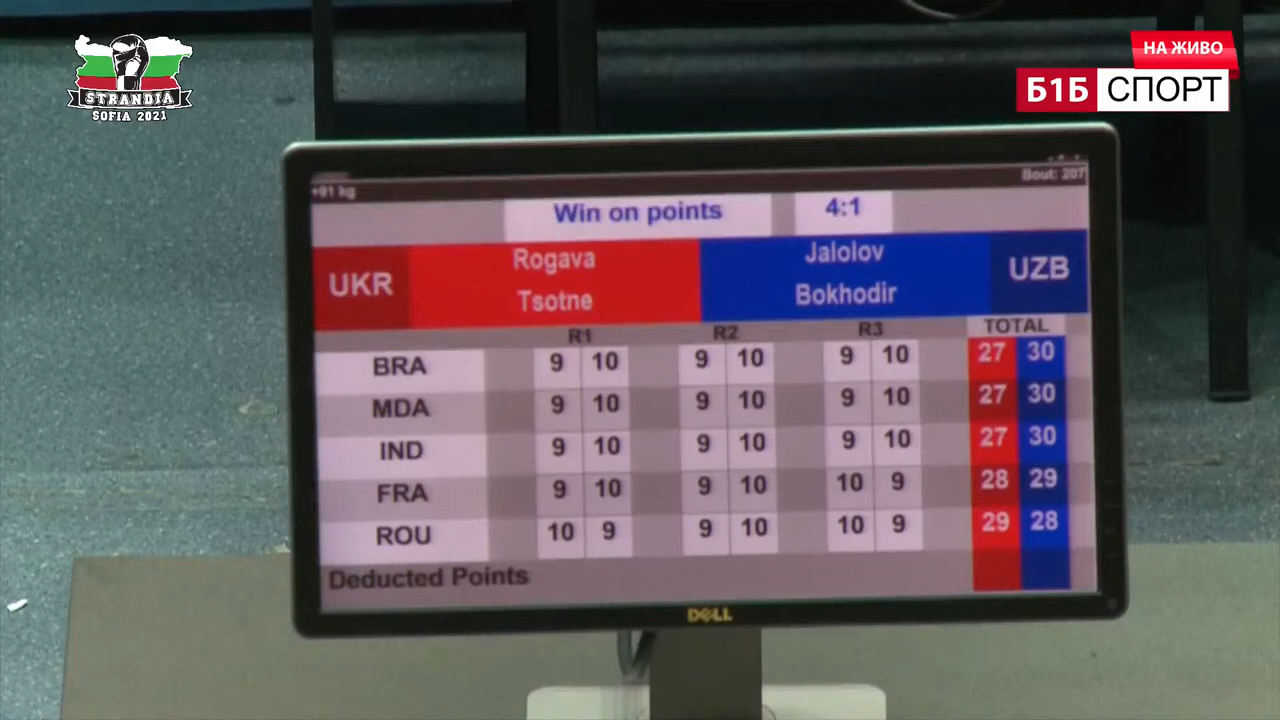 STRANDJA
SOFIA 2021
НА ЖИВО
Б1Б СПОРТ
+91 kg
Bout: 207
Win on points 4:1
UKR Rogava Tsotne Jalolov Bokhodir UZB
R1 R2 R3 TOTAL
BRA 9 10 9 10 9 10 27 30
MDA 9 10 9 10 9 10 27 30
IND 9 10 9 10 9 10 27 30
FRA 9 10 9 10 10 9 28 29
ROU 10 9 9 10 10 9 29 28
Deducted Points
DELL